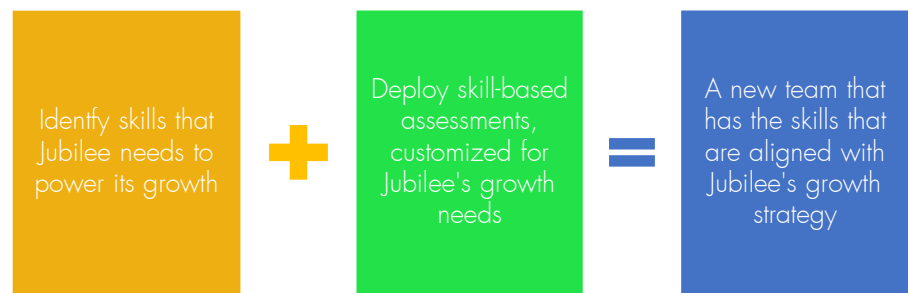 Identfy skills that
Jubilee needs to
power its growth
Deploy skill-based
assessments,
customized for
Jubilee's growth
needs
A new team that
has the skills that
are aligned with
Jubilee's growth
strategy